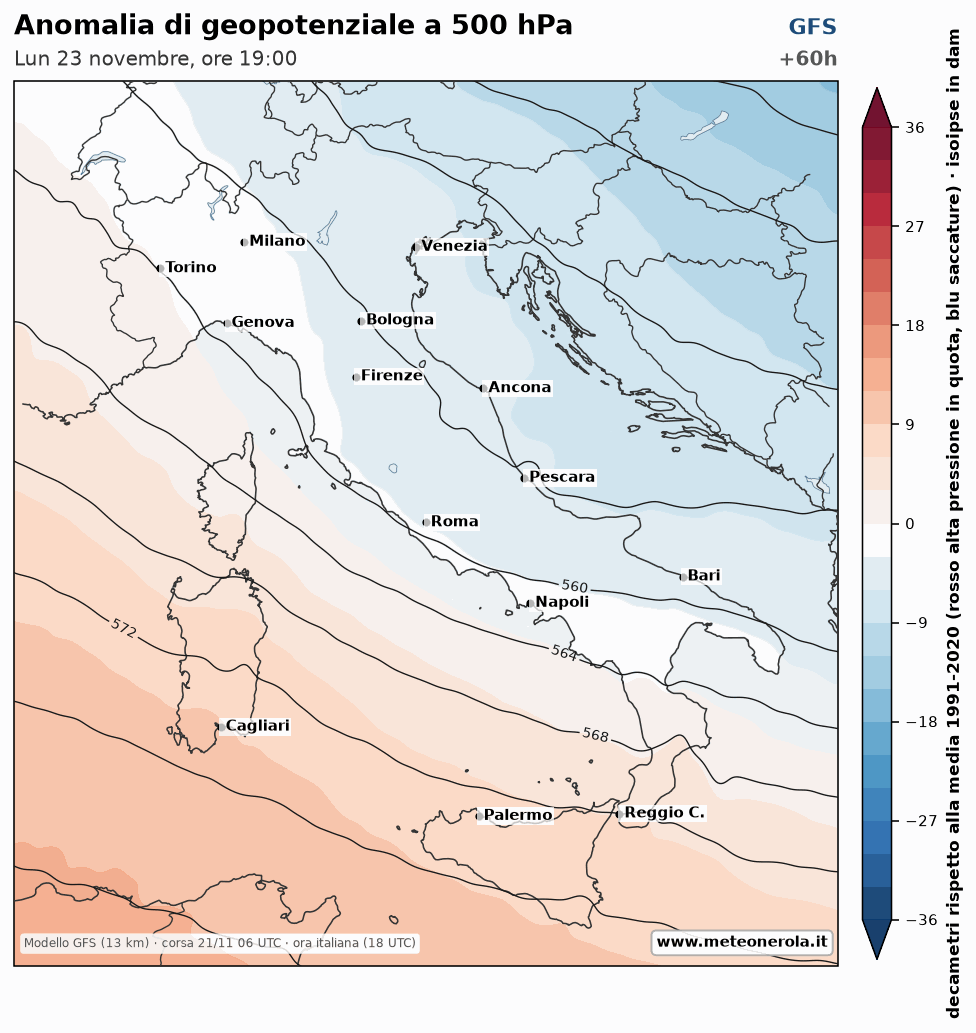 Anomalia di geopotenziale a 500 hPa
GFS
Lun 23 novembre, ore 19:00
+60h
Milano
Venezia
Torino
Genova
Bologna
Firenze
Ancona
Pescara
Roma
Bari
560
Napoli
572
564
Cagliari
568
Palermo
Reggio C.
Modello GFS (13 km) · corsa 21/11 06 UTC · ora italiana (18 UTC)
www.meteonerola.it
36
27
18
9
0
−9
−18
−27
−36
decametri rispetto alla media 1991-2020 (rosso alta pressione in quota, blu saccature) · isoipse in dam